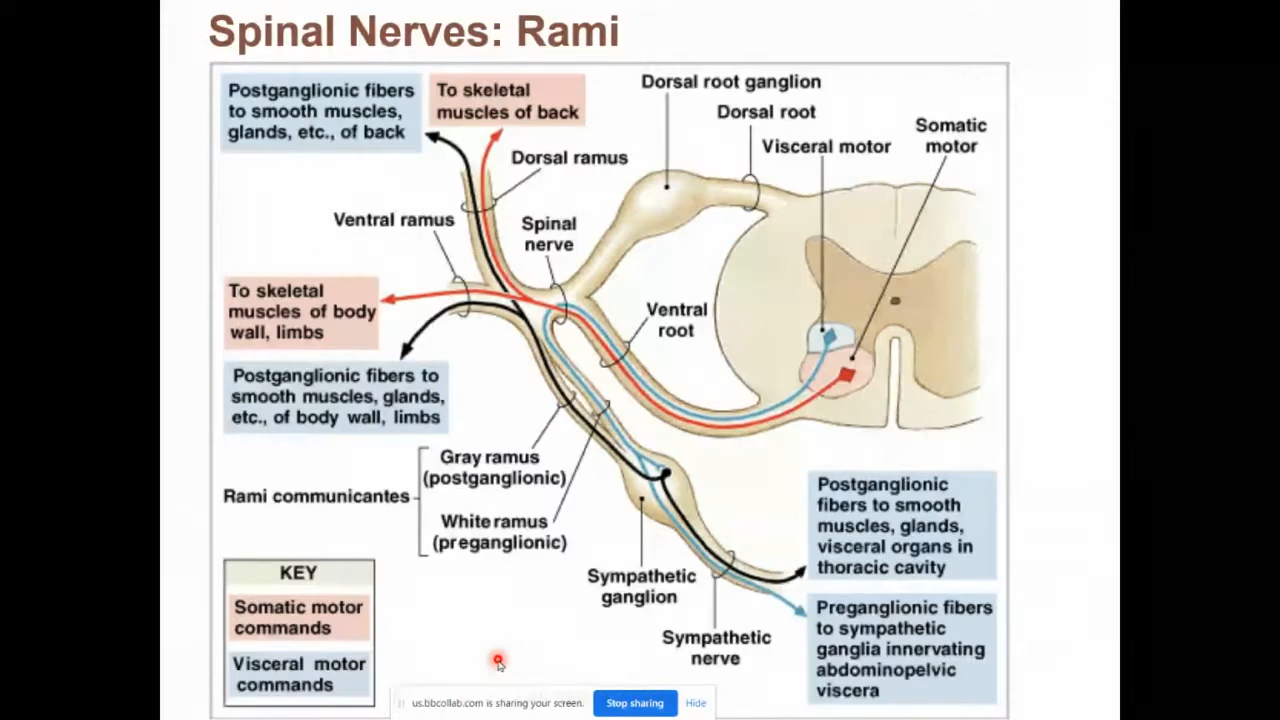 Spinal Nerves: Rami
Postganglionic fibers
to smooth muscles,
glands, etc., of back
To skeletal
muscles of back
Dorsal root ganglion
Dorsal root
Visceral motor
Somatic
motor
Dorsal ramus
Ventral ramus
Spinal
nerve
To skeletal
muscles of body
wall, limbs
Ventral
root
Postganglionic fibers to
smooth muscles, glands,
etc., of body wall, limbs
Gray ramus
(postganglionic)
Rami communicantes
White ramus
(preganglionic)
Postganglionic
fibers to smooth
muscles, glands,
visceral organs in
thoracic cavity
KEY
Somatic motor
commands
Visceral motor
commands
Sympathetic
ganglion
Sympathetic
nerve
Preganglionic fibers
to sympathetic
ganglia innervating
abdominopelvic
viscera
us.bbcollab.com is sharing your screen.
Stop sharing
Hide